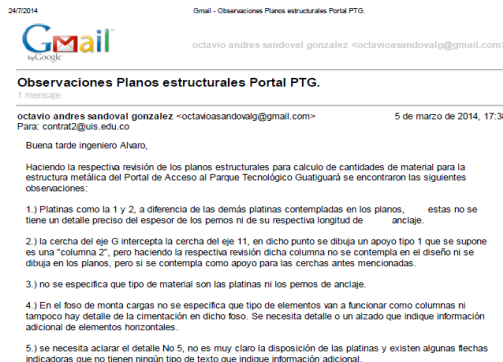 24/7/2014
Gmail - Observaciones Planos estructurales Portal PTG.
Gmail
by Google
octavio andres sandoval gonzalez <octavioasandovalg@gmail.com>
Observaciones Planos estructurales Portal PTG.
1 mensaje
octavio andres sandoval gonzalez <octavioasandovalg@gmail.com>
5 de marzo de 2014, 17:38
Para: contrat2@uis.edu.co
Buena tarde ingeniero Alvaro,
Haciendo la respectiva revisión de los planos estructurales para calculo de cantidades de material para la
estructura metálica del Portal de Acceso al Parque Tecnológico Guatiguará se encontraron las siguientes
observaciones:
1.) Platinas como la 1 y 2, a diferencia de las demás platinas contempladas en los planos, estas no se
tiene un detalle preciso del espesor de los pernos ni de su respectiva longitud de anclaje.
2.) la cercha del eje G intercepta la cercha del eje 11, en dicho punto se dibuja un apoyo tipo 1 que se supone
es una "columna 2", pero haciendo la respectiva revisión dicha columna no se contempla en el diseño ni se
dibuja en los planos, pero si se contempla como apoyo para las cerchas antes mencionadas.
3.) no se especifica que tipo de material son las platinas ni los pernos de anclaje.
4.) En el foso de monta cargas no se especifica que tipo de elementos van a funcionar como columnas ni
tampoco hay detalle de la cimentación en dicho foso. Se necesita detalle o un alzado que indique información
adicional de elementos horizontales.
5.) se necesita aclarar el detalle No 5, no es muy claro la disposición de las platinas y existen algunas flechas
indicadoras que no tienen ningún tipo de texto que indique información adicional.